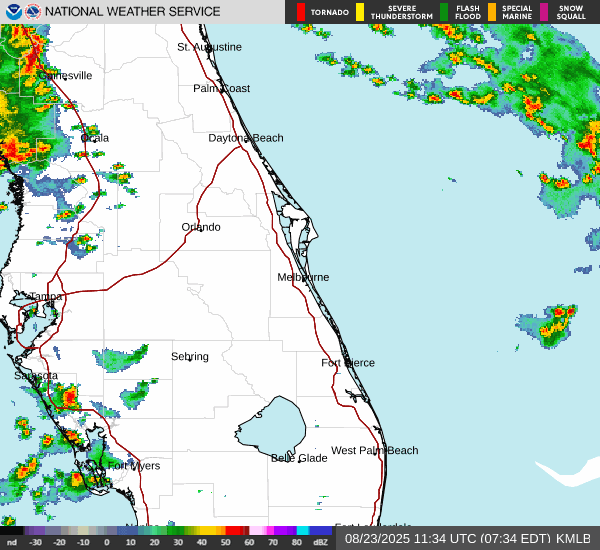 NATIONAL WEATHER SERVICE
TORNADO
SEVERE THUNDERSTORM
FLASH FLOOD
SPECIAL MARINE
SNOW SQUALL
St. Augustine
Gainesville
Palm Coast
Ocala
Daytona Beach
Orlando
Melbourne
Tampa
Sebring
Fort Pierce
Sarasota
West Palm Beach
Belle Glade
Fort Myers
Fort Lauderdale
nd -30 -20 -10 0 10 20 30 40 50 60 70 80 dBZ
08/23/2025 11:34 UTC (07:34 EDT) KMLB